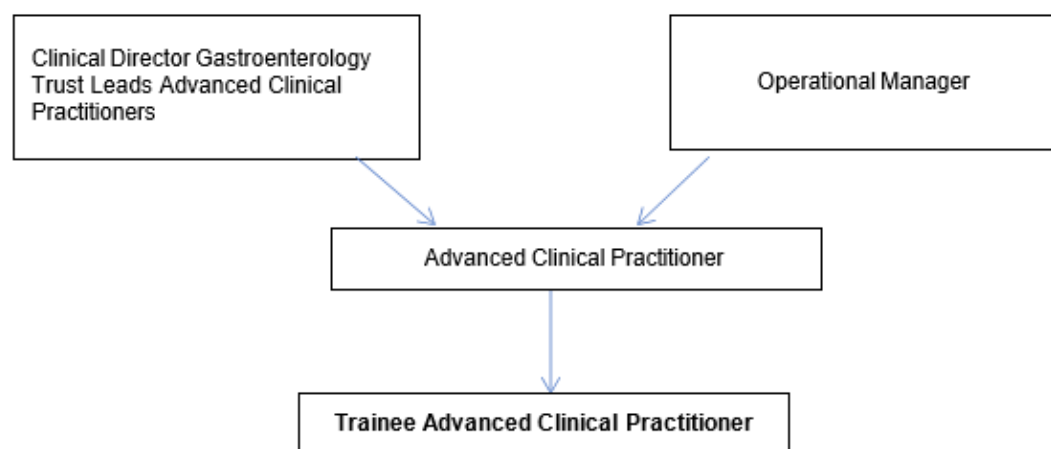 Clinical Director Gastroenterology
Trust Leads Advanced Clinical
Practitioners
Operational Manager
Advanced Clinical Practitioner
Trainee Advanced Clinical Practitioner